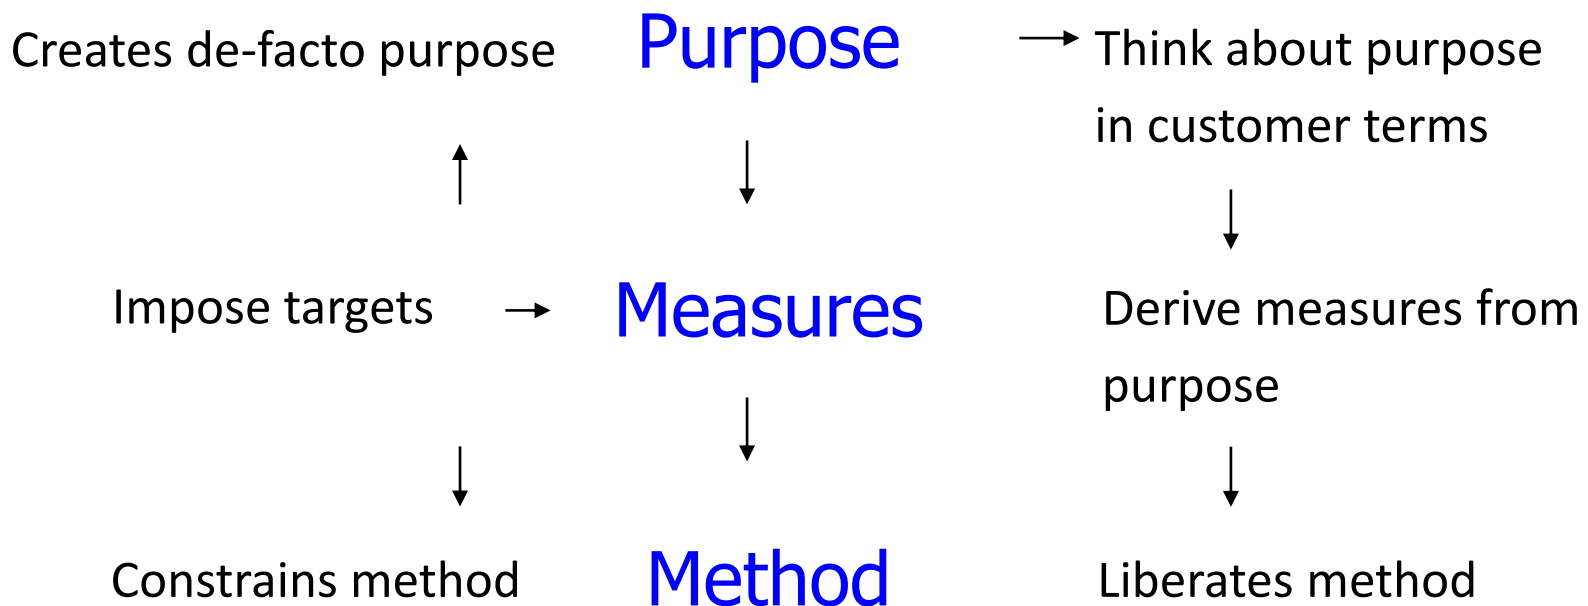 Creates de-facto purpose
Purpose
Think about purpose
in customer terms
Impose targets
Measures
Derive measures from
purpose
Constrains method
Method
Liberates method